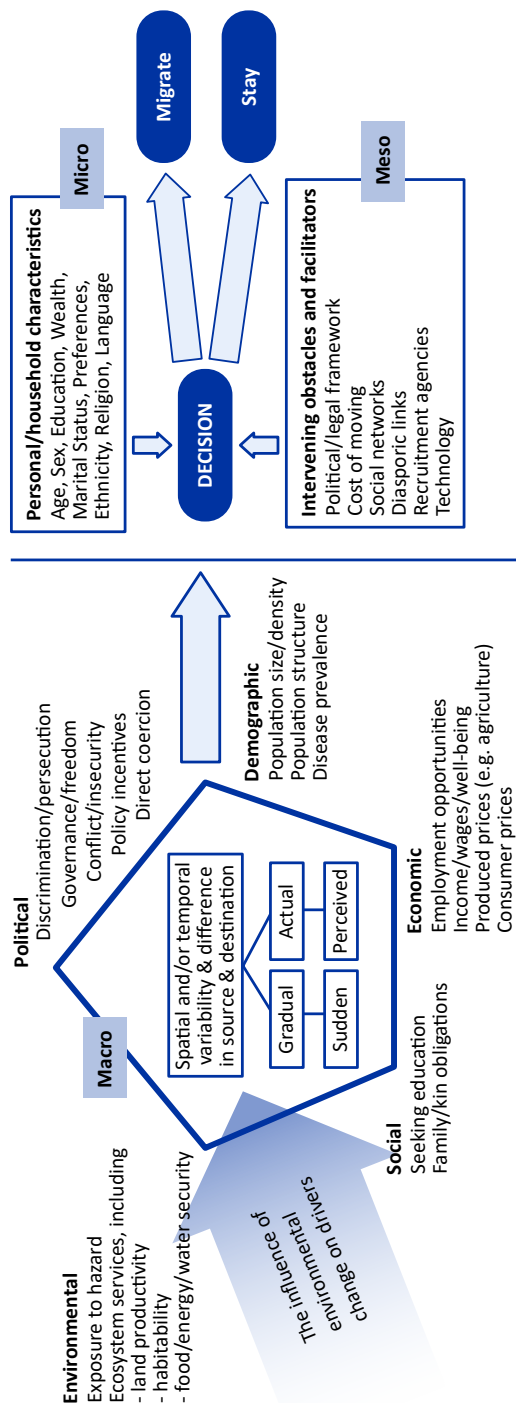 Environmental
Exposure to hazard
Ecosystem services, including
- land productivity
- habitability
- food/energy/water security
Macro
Political
Discrimination/persecution
Governance/freedom
Conflict/insecurity
Policy incentives
Direct coercion
Spatial and/or temporal
variability & difference
in source & destination
Gradual
Actual
Sudden
Perceived
The influence of
environmental
change on drivers
Social
Seeking education
Family/kin obligations
Economic
Employment opportunities
Income/wages/well-being
Produced prices (e.g. agriculture)
Consumer prices
Demographic
Population size/density
Population structure
Disease prevalence
Personal/household characteristics
Age, Sex, Education, Wealth,
Marital Status, Preferences,
Ethnicity, Religion, Language
Micro
DECISION
Migrate
Stay
Intervening obstacles and facilitators
Political/legal framework
Cost of moving
Social networks
Diasporic links
Recruitment agencies
Technology
Meso